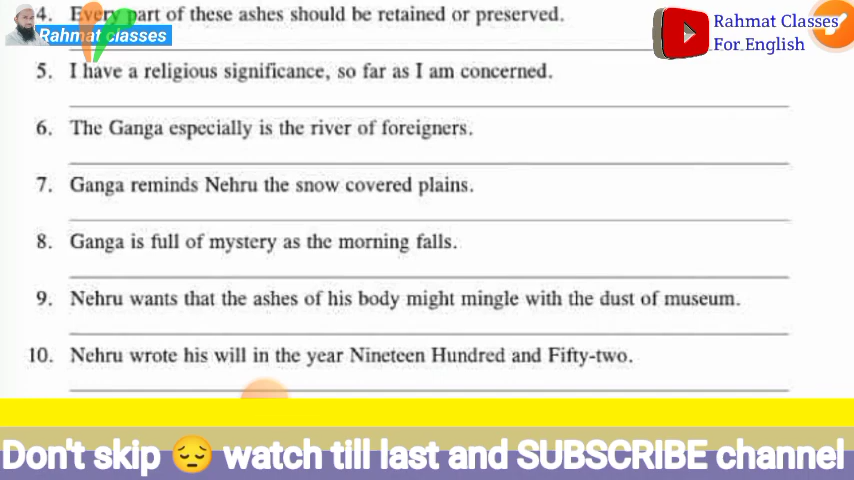 4. Every part of these ashes should be retained or preserved.
Rahmat classes
Rahmat Classes
For English
5. I have a religious significance, so far as I am concerned.
6. The Ganga especially is the river of foreigners.
7. Ganga reminds Nehru the snow covered plains.
8. Ganga is full of mystery as the morning falls.
9. Nehru wants that the ashes of his body might mingle with the dust of museum.
10. Nehru wrote his will in the year Nineteen Hundred and Fifty-two.
Don't skip 😔 watch till last and SUBSCRIBE channel